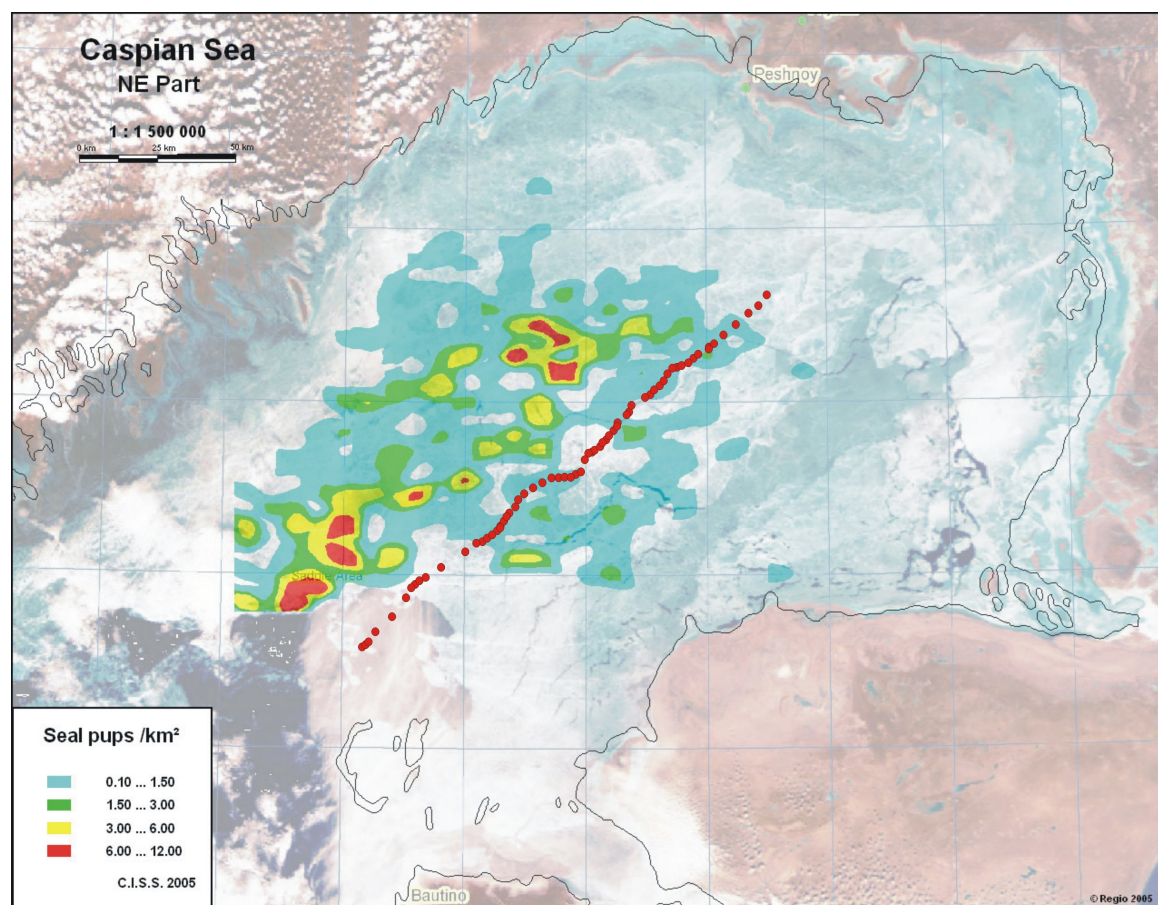 Caspian Sea
NE Part
1 : 1 500 000
0 km 25 km 50 km
Peshnoy
Saddle Area
Seal pups /km²
0.10 ... 1.50
1.50 ... 3.00
3.00 ... 6.00
6.00 ... 12.00
C.I.S.S. 2005
Bautino
© Regio 2005